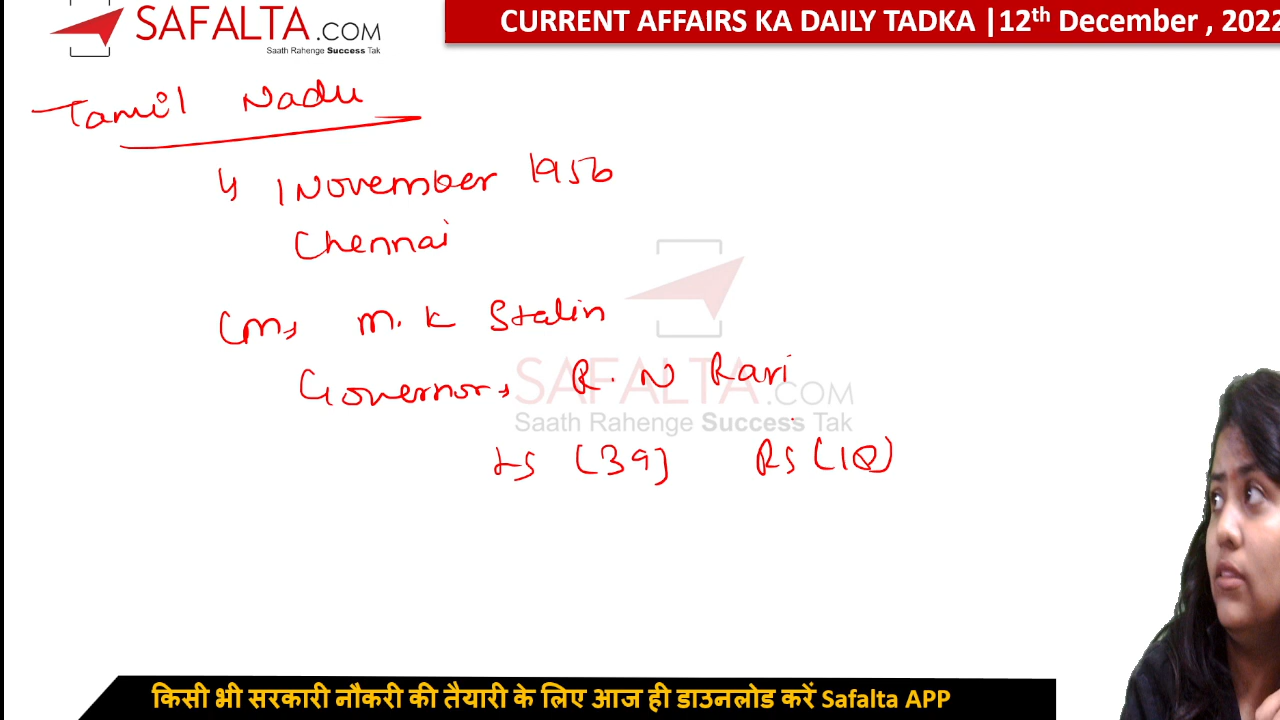 SAFALTA.COM
Saath Rahenge Success Tak
CURRENT AFFAIRS KA DAILY TADKA |12th December , 2022
Tamil Nadu
↳ 1 November 1956
Chennai
CM→ M. K Stalin
Governor→ R. N Ravi
LS (39) RS (18)
SAFALTA.COM
Saath Rahenge Success Tak
किसी भी सरकारी नौकरी की तैयारी के लिए आज ही डाउनलोड करें Safalta APP